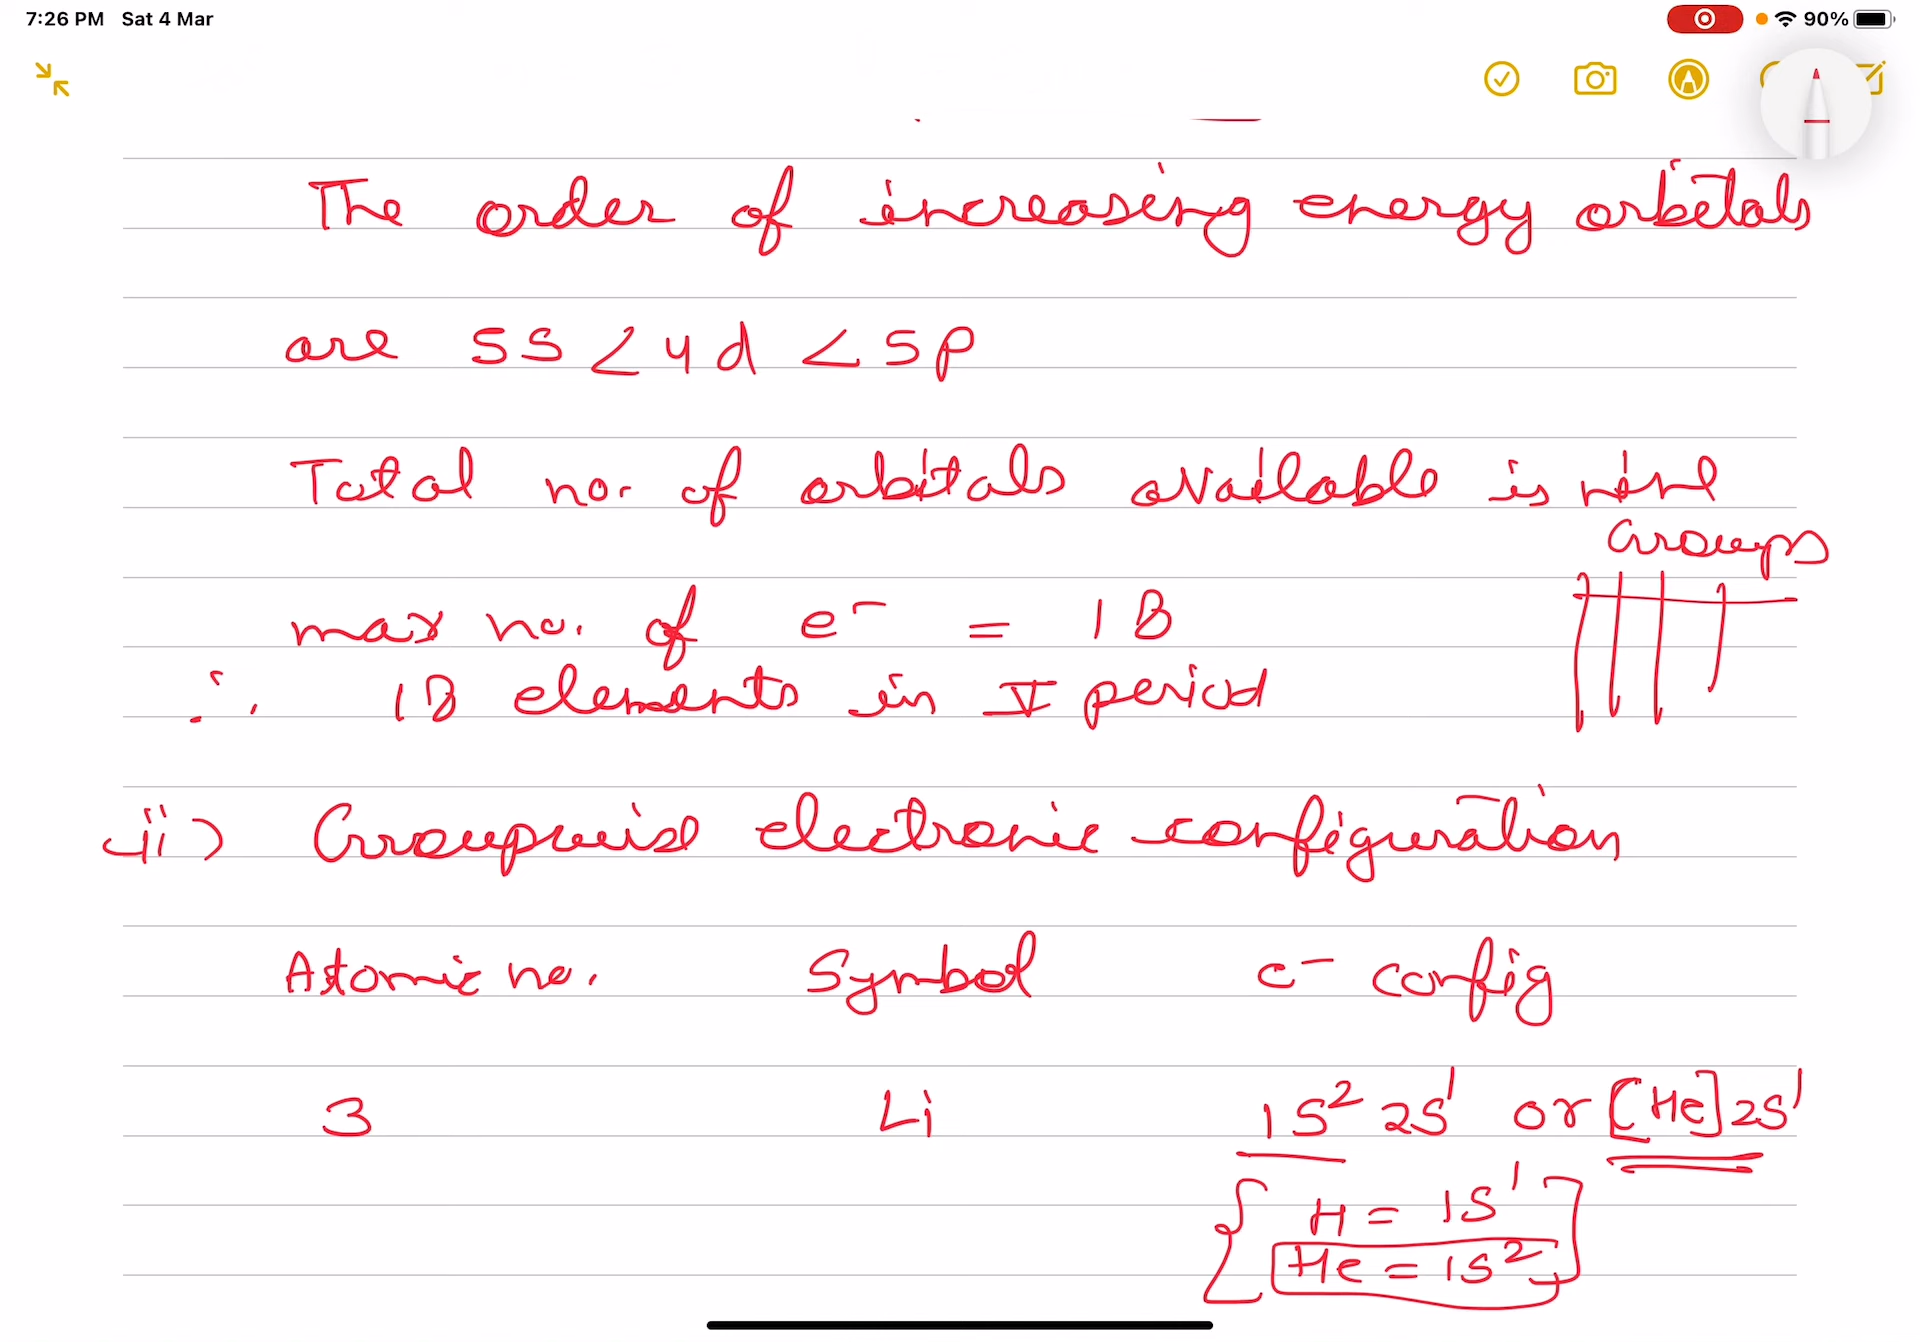 7:26 PM Sat 4 Mar
90%
The order of increasing energy orbitals
are 5s < 4d < 5p
Total no. of orbitals available is nine
Groups
max no. of e⁻ = 18
∴ 18 elements in V period
ii) Groupwise electronic configuration
Atomic no. Symbol e⁻ config
3 Li 1s² 2s¹ or [He] 2s¹
H = 1s¹
He = 1s²